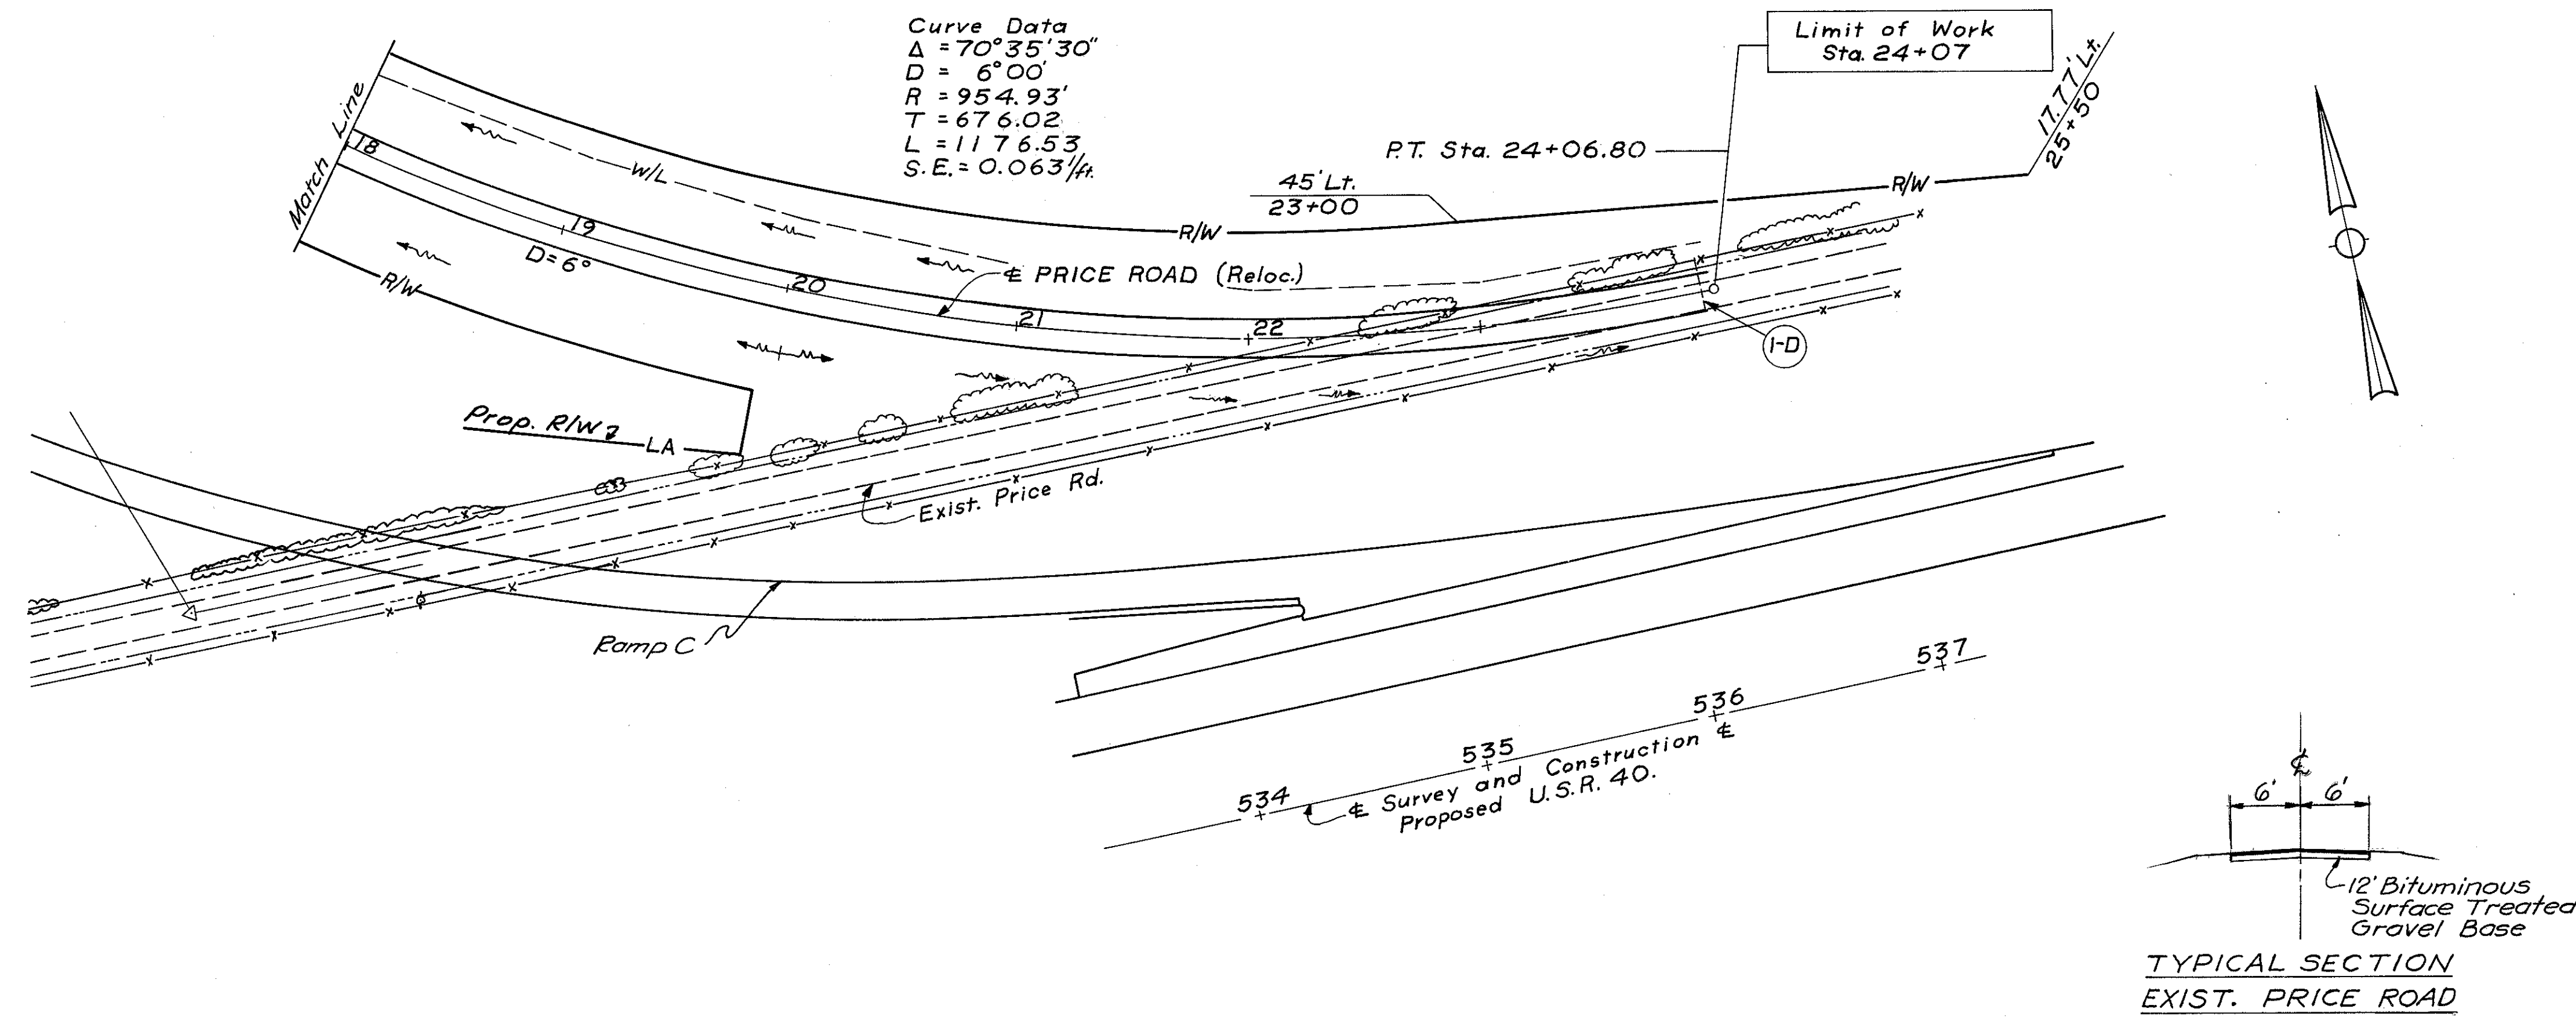 Curve Data
Δ = 70°35'30"
D = 6°00'
R = 954.93'
T = 676.02
L = 1176.53
S.E. = 0.063'/ft.
Limit of Work
Sta. 24+07
17.77' Lt.
25+50
P.T. Sta. 24+06.80
45' Lt.
23+00
R/W
R/W
Match Line
18
W/L
19
D=6°
R/W
20
℄ PRICE ROAD (Reloc.)
21
22
1-D
Prop. R/W
LA
Exist. Price Rd.
Ramp C
534
535
536
537
℄ Survey and Construction ℄
Proposed U.S.R. 40.
℄
6' 6'
12' Bituminous
Surface Treated
Gravel Base
TYPICAL SECTION
EXIST. PRICE ROAD